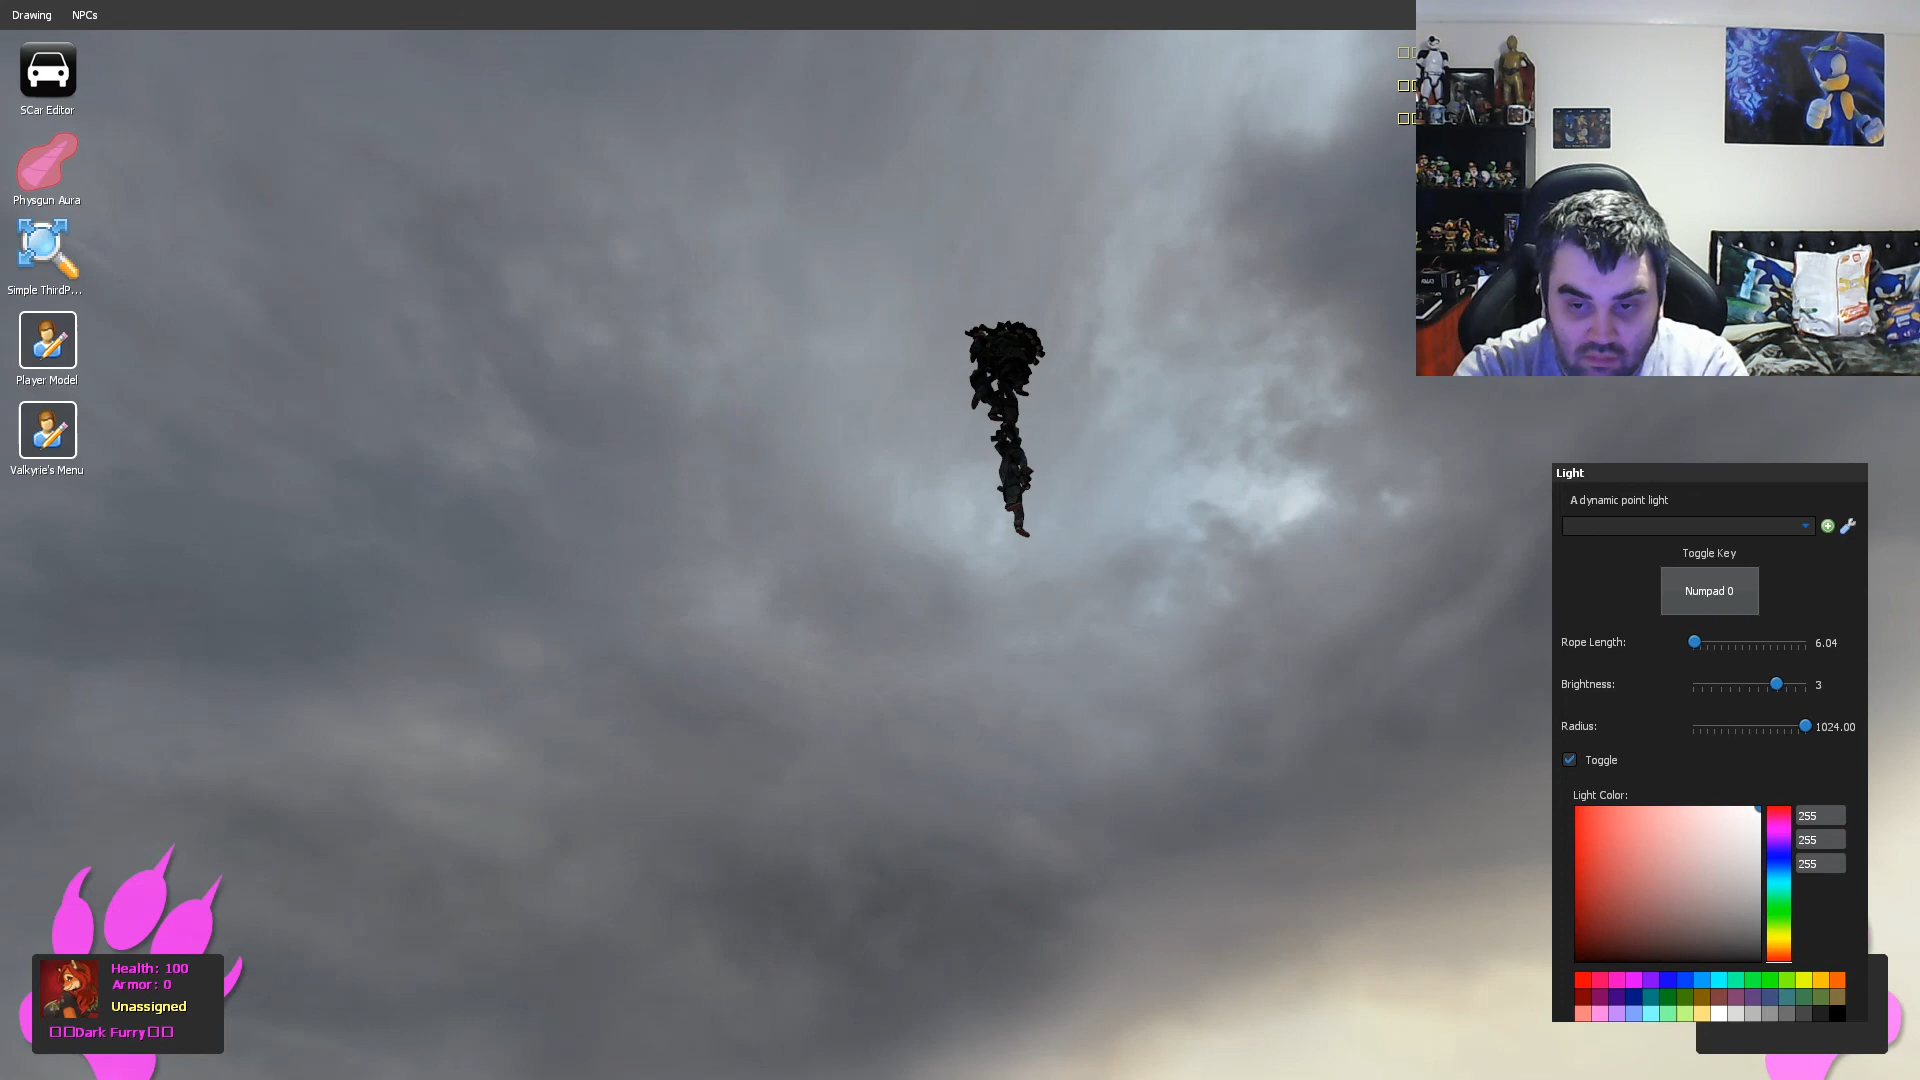 Drawing NPCs
SCar Editor
Physgun Aura
Simple ThirdP...
Player Model
Valkyrie's Menu
Light
A dynamic point light
Toggle Key
Numpad 0
Rope Length: 6.04
Brightness: 3
Radius: 1024.00
Toggle
Light Color:
255
255
255
Health: 100
Armor: 0
Unassigned
□□Dark Furry□□